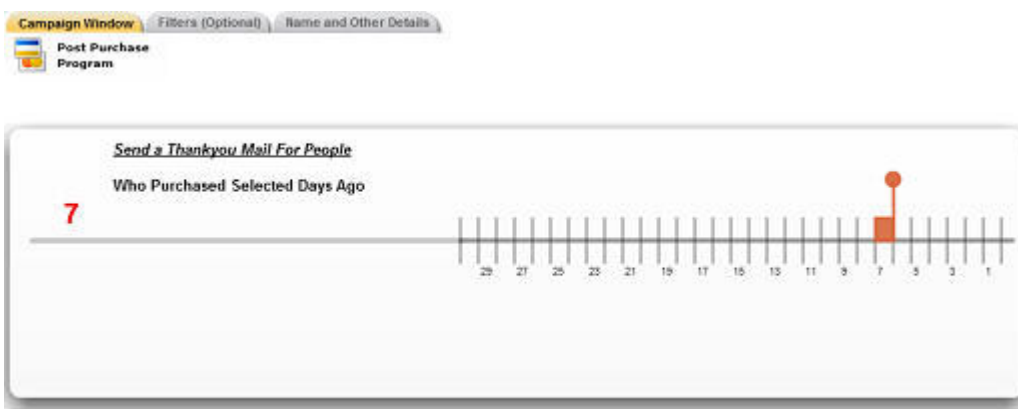 Campaign Window Filters (Optional) Name and Other Details
Post Purchase
Program
Send a Thankyou Mail For People
Who Purchased Selected Days Ago
7
29 27 25 23 21 19 17 15 13 11 9 7 5 3 1